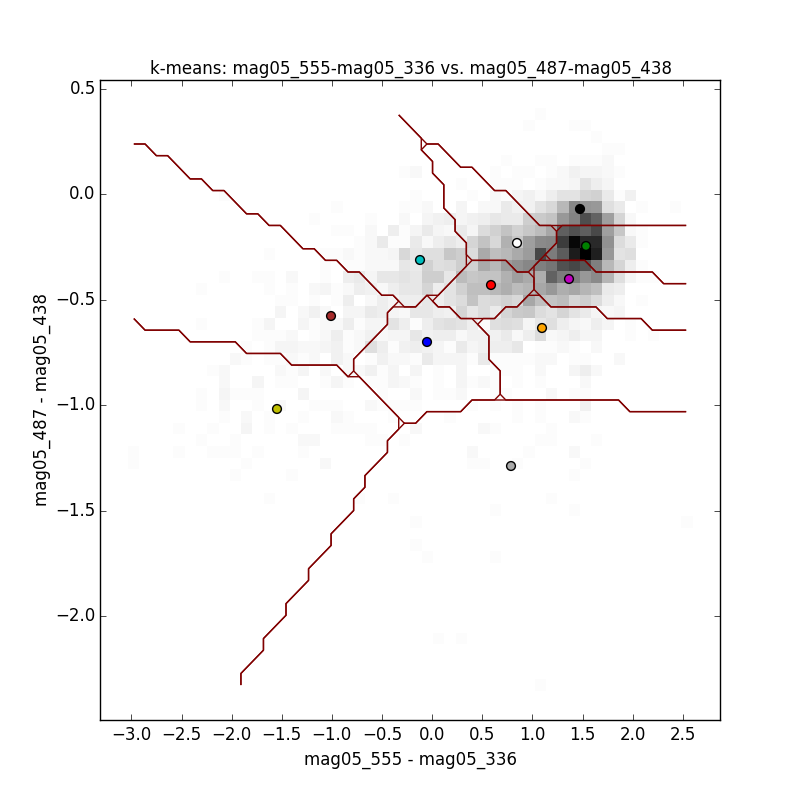 k-means: mag05_555-mag05_336 vs. mag05_487-mag05_438
0.5
0.0
−0.5
−1.0
−1.5
−2.0
mag05_487 - mag05_438
−3.0 −2.5 −2.0 −1.5 −1.0 −0.5 0.0 0.5 1.0 1.5 2.0 2.5
mag05_555 - mag05_336